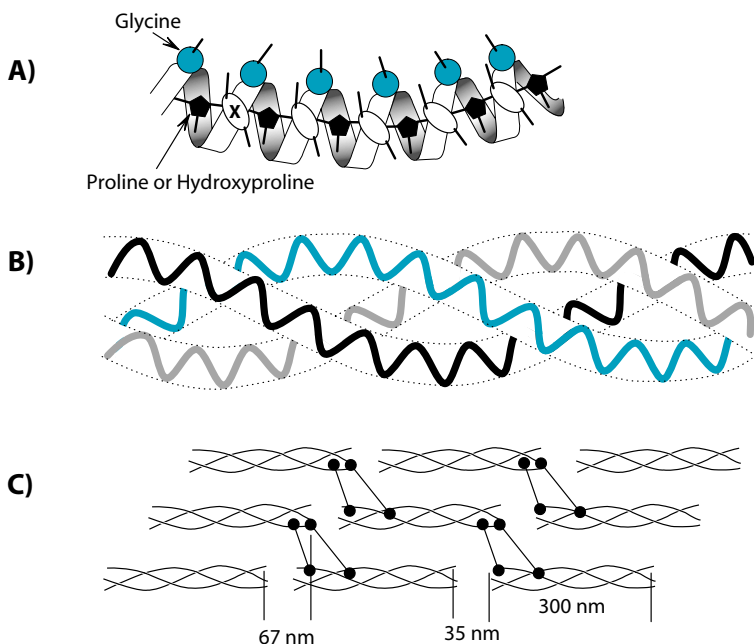 Glycine
A)
X
Proline or Hydroxyproline
B)
C)
300 nm
67 nm
35 nm